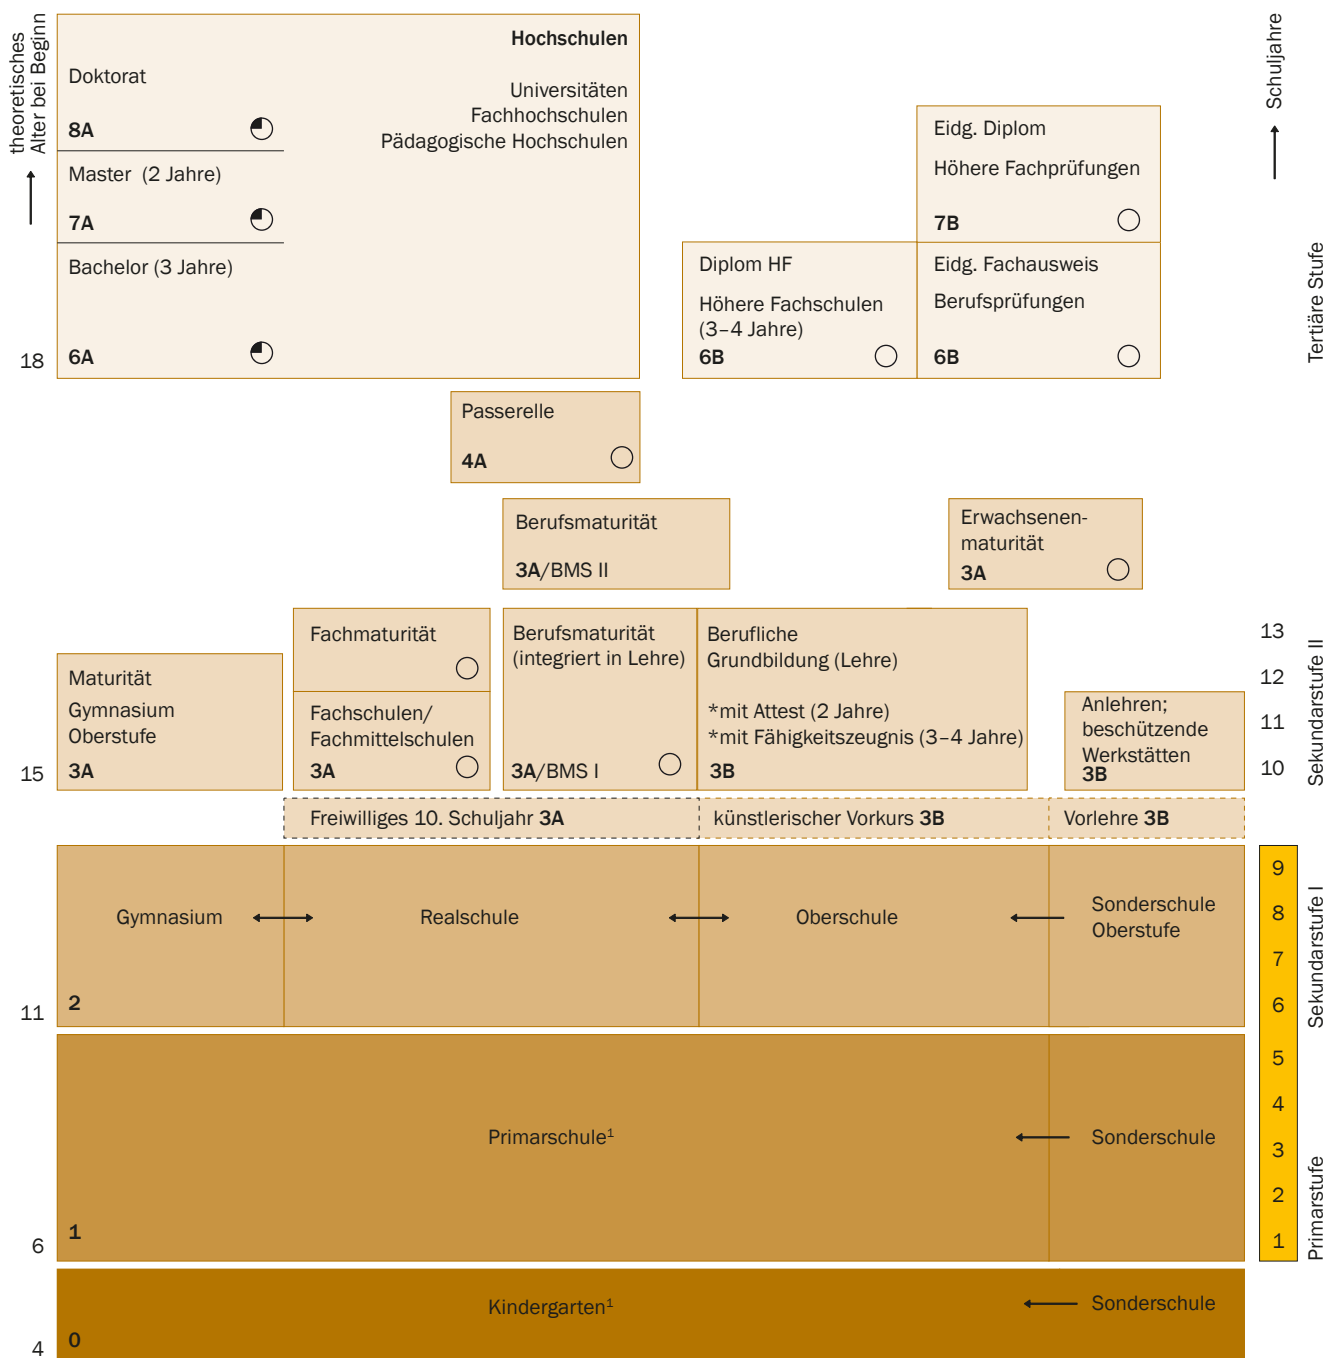 theoretisches
Alter bei Beginn
Schuljahre
Hochschulen
Universitäten
Fachhochschulen
Pädagogische Hochschulen
Doktorat
8A
Master (2 Jahre)
7A
Bachelor (3 Jahre)
6A
18
Eidg. Diplom
Höhere Fachprüfungen
7B
Diplom HF
Höhere Fachschulen
(3–4 Jahre)
6B
Eidg. Fachausweis
Berufsprüfungen
6B
Tertiäre Stufe
Passerelle
4A
Berufsmaturität
3A/BMS II
Erwachsenen-
maturität
3A
Maturität
Gymnasium
Oberstufe
3A
15
Fachmaturität
Fachschulen/
Fachmittelschulen
3A
Berufsmaturität
(integriert in Lehre)
3A/BMS I
Berufliche
Grundbildung (Lehre)
*mit Attest (2 Jahre)
*mit Fähigkeitszeugnis (3–4 Jahre)
3B
Anlehren;
beschützende
Werkstätten
3B
13
12
11
10
Sekundarstufe II
Freiwilliges 10. Schuljahr 3A
künstlerischer Vorkurs 3B
Vorlehre 3B
Gymnasium
Realschule
Oberschule
Sonderschule
Oberstufe
2
11
9
8
7
6
Sekundarstufe I
Primarschule¹
Sonderschule
1
6
5
4
3
2
1
Primarstufe
Kindergarten¹
Sonderschule
0
4